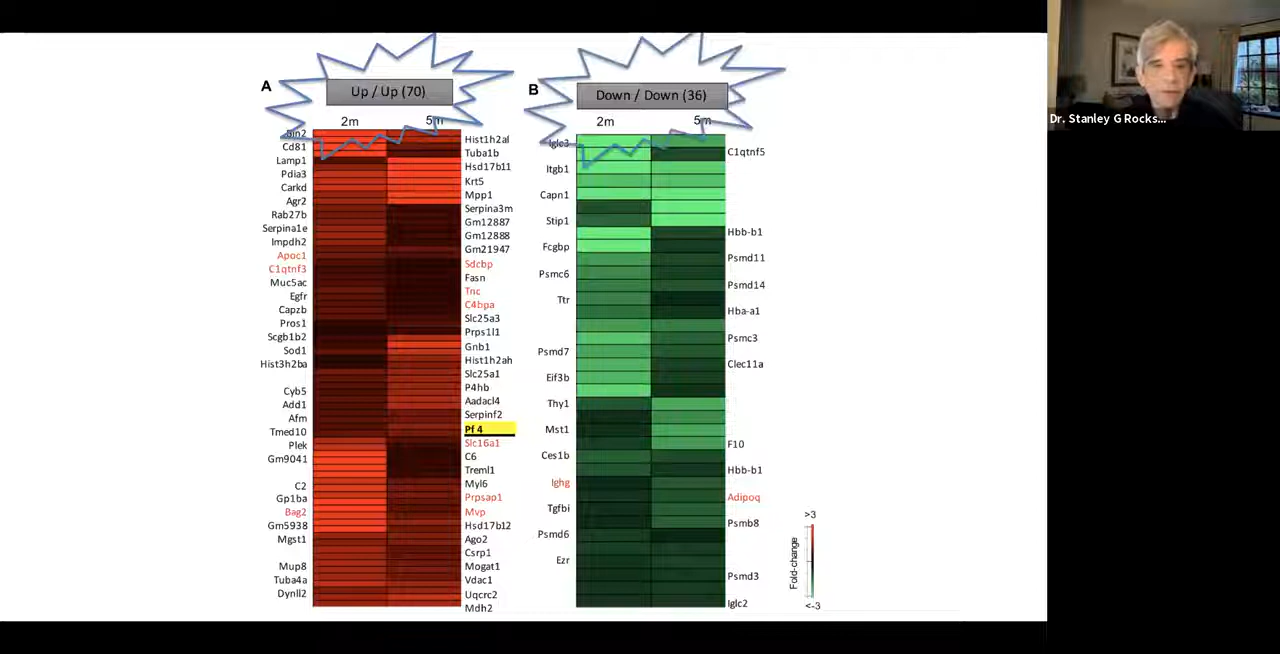 Dr. Stanley G Rocks...
A
Up / Up (70)
2m
5m
Cd81
Lamp1
Pdia3
Carkd
Agr2
Rab27b
Serpina1e
Impdh2
Apoc1
C1qtnf3
Muc5ac
Egfr
Capzb
Pros1
Scgb1b2
Sod1
Hist3h2ba
Cyb5
Add1
Afm
Tmed10
Plek
Gm9041
C2
Gp1ba
Bag2
Gm5938
Mgst1
Mup8
Tuba4a
Dynll2
Hist1h2al
Tuba1b
Hsd17b11
Krt5
Mpp1
Serpina3m
Gm12887
Gm12888
Gm21947
Sdcbp
Fasn
Tnc
C4bpa
Slc25a3
Prps1l1
Gnb1
Hist1h2ah
Slc25a1
P4hb
Aadacl4
Serpinf2
Pf 4
Slc16a1
C6
Treml1
Myl6
Prpsap1
Mvp
Hsd17b12
Ago2
Csrp1
Mogat1
Vdac1
Uqcrc2
Mdh2
B
Down / Down (36)
2m
5m
Iglc3
Itgb1
Capn1
Stip1
Fcgbp
Psmc6
Ttr
Psmd7
Eif3b
Thy1
Mst1
Ces1b
Ighg
Tgfbi
Psmd6
Ezr
C1qtnf5
Hbb-b1
Psmd11
Psmd14
Hba-a1
Psmc3
Clec11a
F10
Hbb-b1
Adipoq
Psmb8
Psmd3
Iglc2
>3
Fold-change
<-3